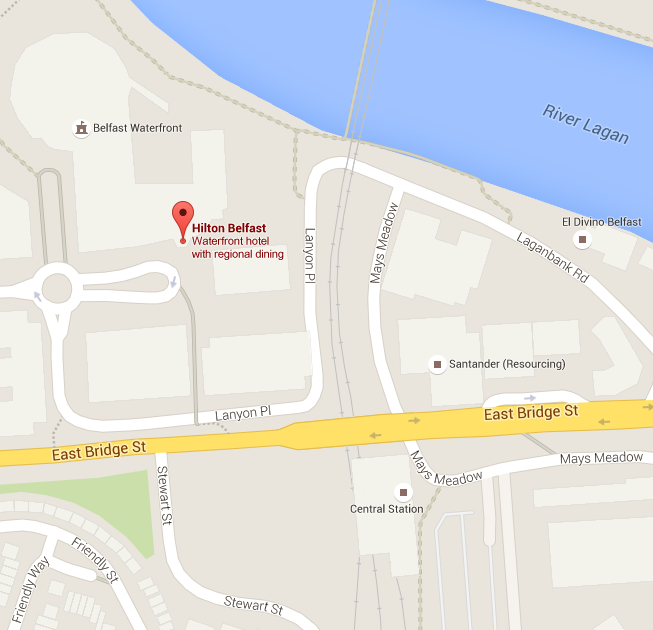 River Lagan
Belfast Waterfront
El Divino Belfast
Hilton Belfast
Waterfront hotel
with regional dining
Mays Meadow
Lanyon Pl
Laganbank Rd
Santander (Resourcing)
Lanyon Pl
East Bridge St
East Bridge St
Mays Meadow
Mays Meadow
Stewart St
Central Station
Friendly St
Friendly Way
Stewart St